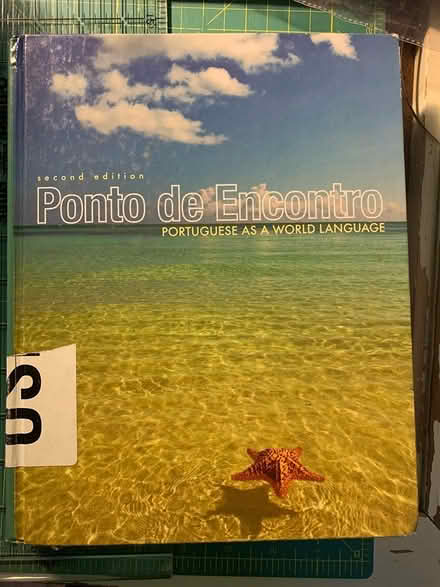 second edition
Ponto de Encontro
PORTUGUESE AS A WORLD LANGUAGE
US